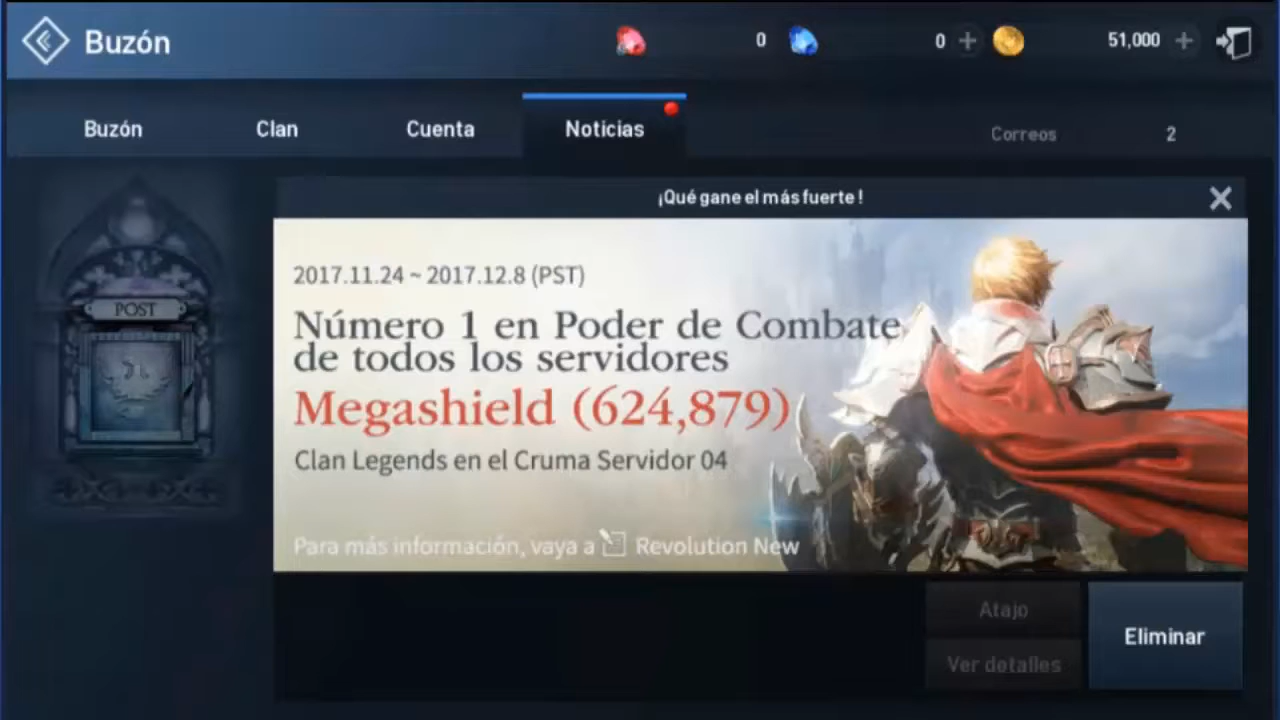 Buzón
0
0
51,000
Buzón
Clan
Cuenta
Noticias
Correos
2
¡Qué gane el más fuerte!
2017.11.24 ~ 2017.12.8 (PST)
Número 1 en Poder de Combate
de todos los servidores
Megashield (624,879)
Clan Legends en el Cruma Servidor 04
Para más información, vaya a Revolution New
POST
Atajo
Ver detalles
Eliminar